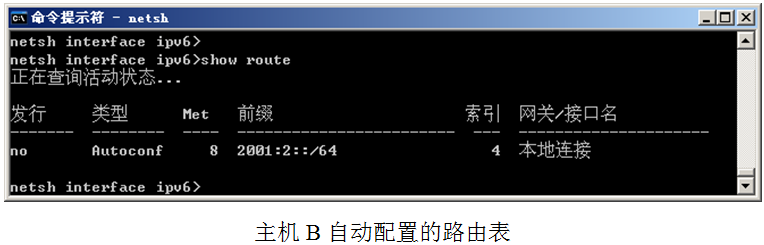 命令提示符 - netsh
netsh interface ipv6>
netsh interface ipv6>show route
正在查询活动状态...
发行 类型 Met 前缀 索引 网关/接口名
------- -------- ---- ------------------------ --- ---------------------
no Autoconf 8 2001:2::/64 4 本地连接
netsh interface ipv6>
主机 B 自动配置的路由表